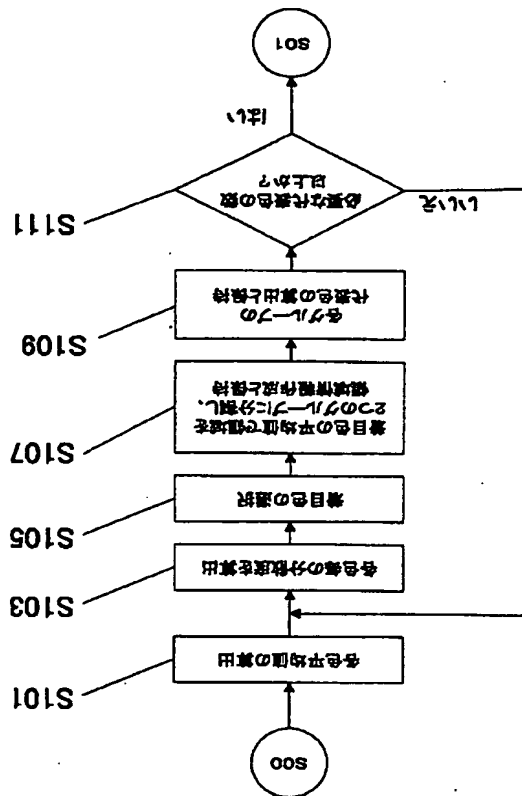 S00
各色平均値の算出
S101
各色毎の分散度を算出
S103
着目色の選択
S105
着目色の平均値で領域を
2つのグループに分割し、
領域情報作成と保持
S107
各グループの
代表色の算出と保持
S109
必要な代表色の数
以上か？
S111
いいえ
はい
S01